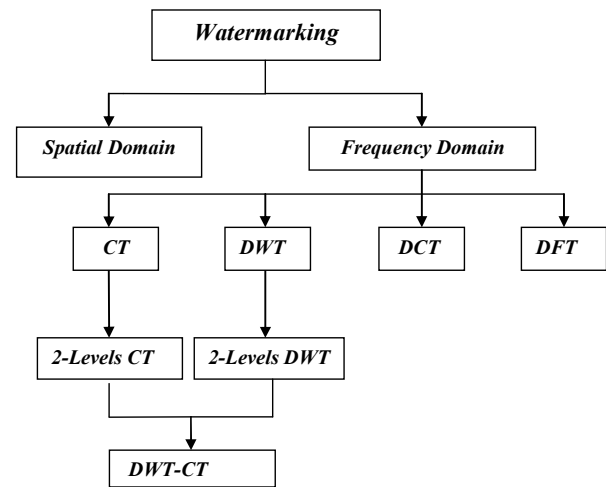 Watermarking
Spatial Domain
Frequency Domain
CT
DWT
DCT
DFT
2-Levels CT
2-Levels DWT
DWT-CT